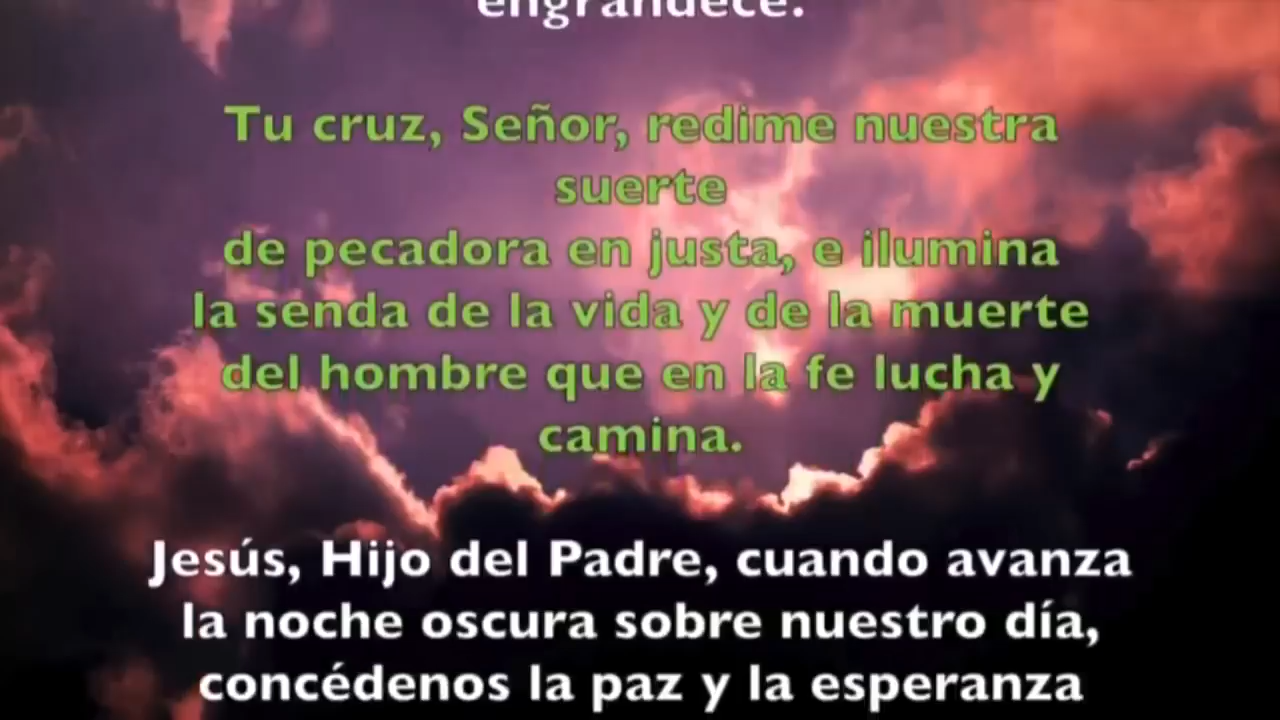 engrandece.
Tu cruz, Señor, redime nuestra
suerte
de pecadora en justa, e ilumina
la senda de la vida y de la muerte
del hombre que en la fe lucha y
camina.
Jesús, Hijo del Padre, cuando avanza
la noche oscura sobre nuestro día,
concédenos la paz y la esperanza